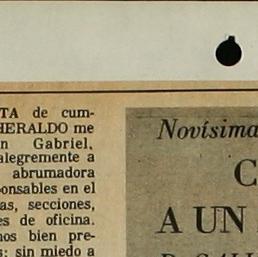 TA de cum-
HERALDO me
n Gabriel,
alegremente a
abrumadora
ponsables en el
as, secciones,
es de oficina.
nos bien pre-
s: sin miedo a
Novísima
C
A UN